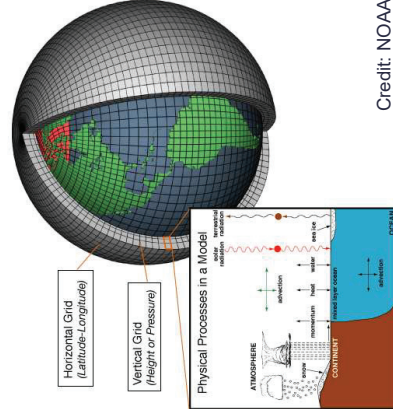 Horizontal Grid
(Latitude-Longitude)
Vertical Grid
(Height or Pressure)
Physical Processes in a Model
solar
radiation
terrestrial
radiation
ATMOSPHERE
advection
snow
momentum
heat
water
sea ice
CONTINENT
mixed layer ocean
advection
OCEAN
Credit: NOAA